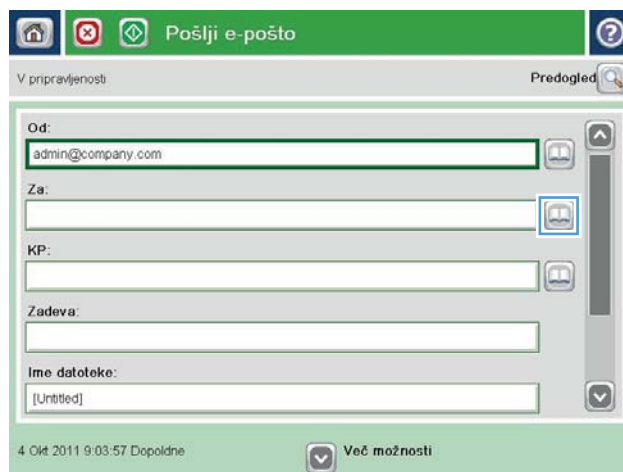 Pošlji e-pošto
V pripravljenosti
Predogled
Od:
admin@company.com
Za:
KP:
Zadeva:
Ime datoteke:
[Untitled]
4 Okt 2011 9:03:57 Dopoldne
Več možnosti